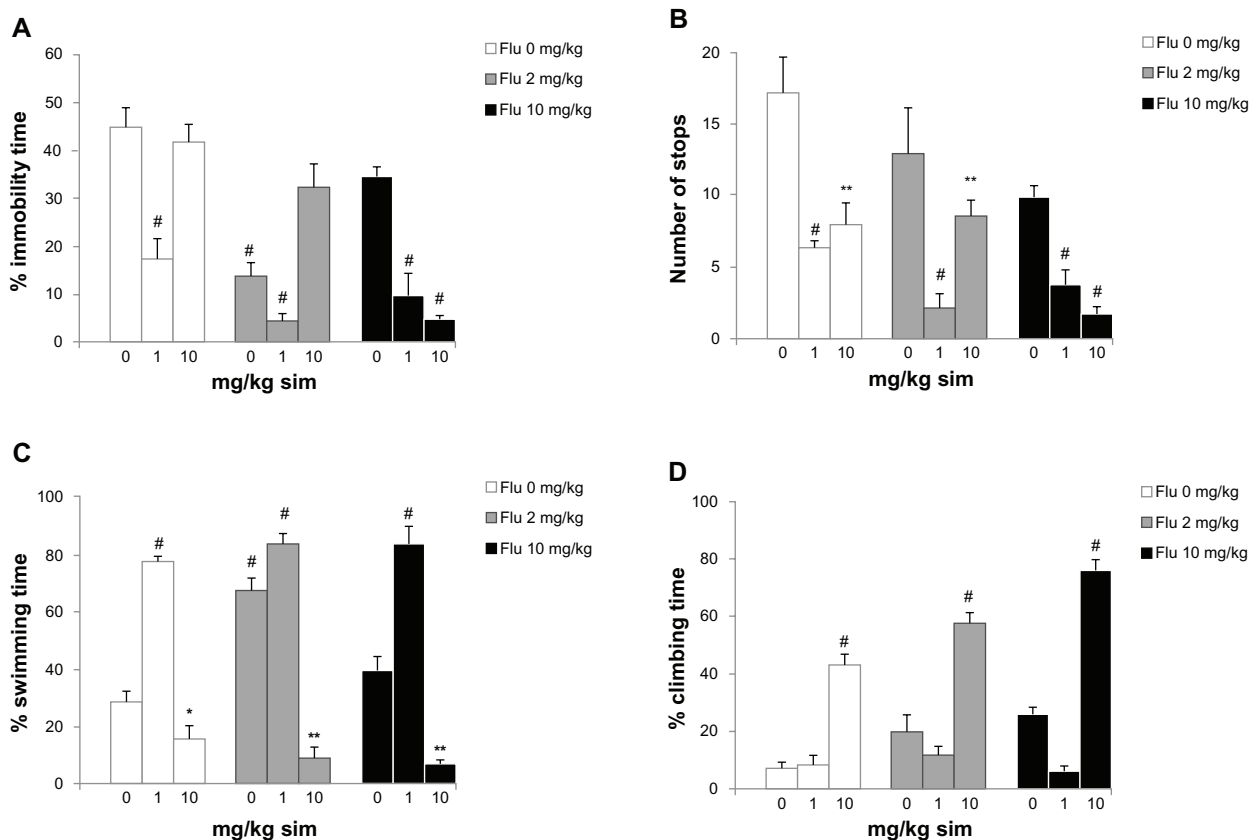 A
60
50
40
30
20
10
0
% immobility time
#
#
#
#
#
0 1 10 0 1 10 0 1 10
mg/kg sim
Flu 0 mg/kg
Flu 2 mg/kg
Flu 10 mg/kg
B
20
15
10
5
0
Number of stops
#
**
#
**
#
#
0 1 10 0 1 10 0 1 10
mg/kg sim
Flu 0 mg/kg
Flu 2 mg/kg
Flu 10 mg/kg
C
100
80
60
40
20
0
% swimming time
#
*
#
#
**
#
**
0 1 10 0 1 10 0 1 10
mg/kg sim
Flu 0 mg/kg
Flu 2 mg/kg
Flu 10 mg/kg
D
100
80
60
40
20
0
% climbing time
#
#
#
0 1 10 0 1 10 0 1 10
mg/kg sim
Flu 0 mg/kg
Flu 2 mg/kg
Flu 10 mg/kg